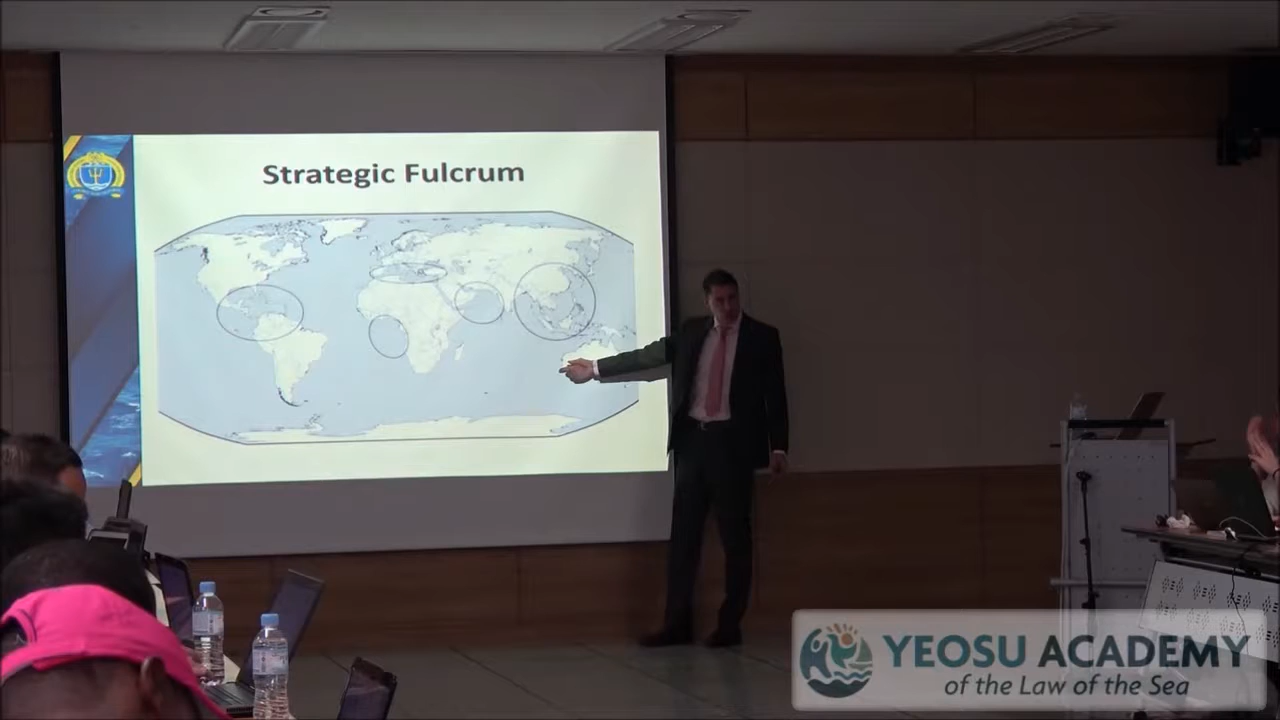 Strategic Fulcrum
YEOSU ACADEMY
of the Law of the Sea